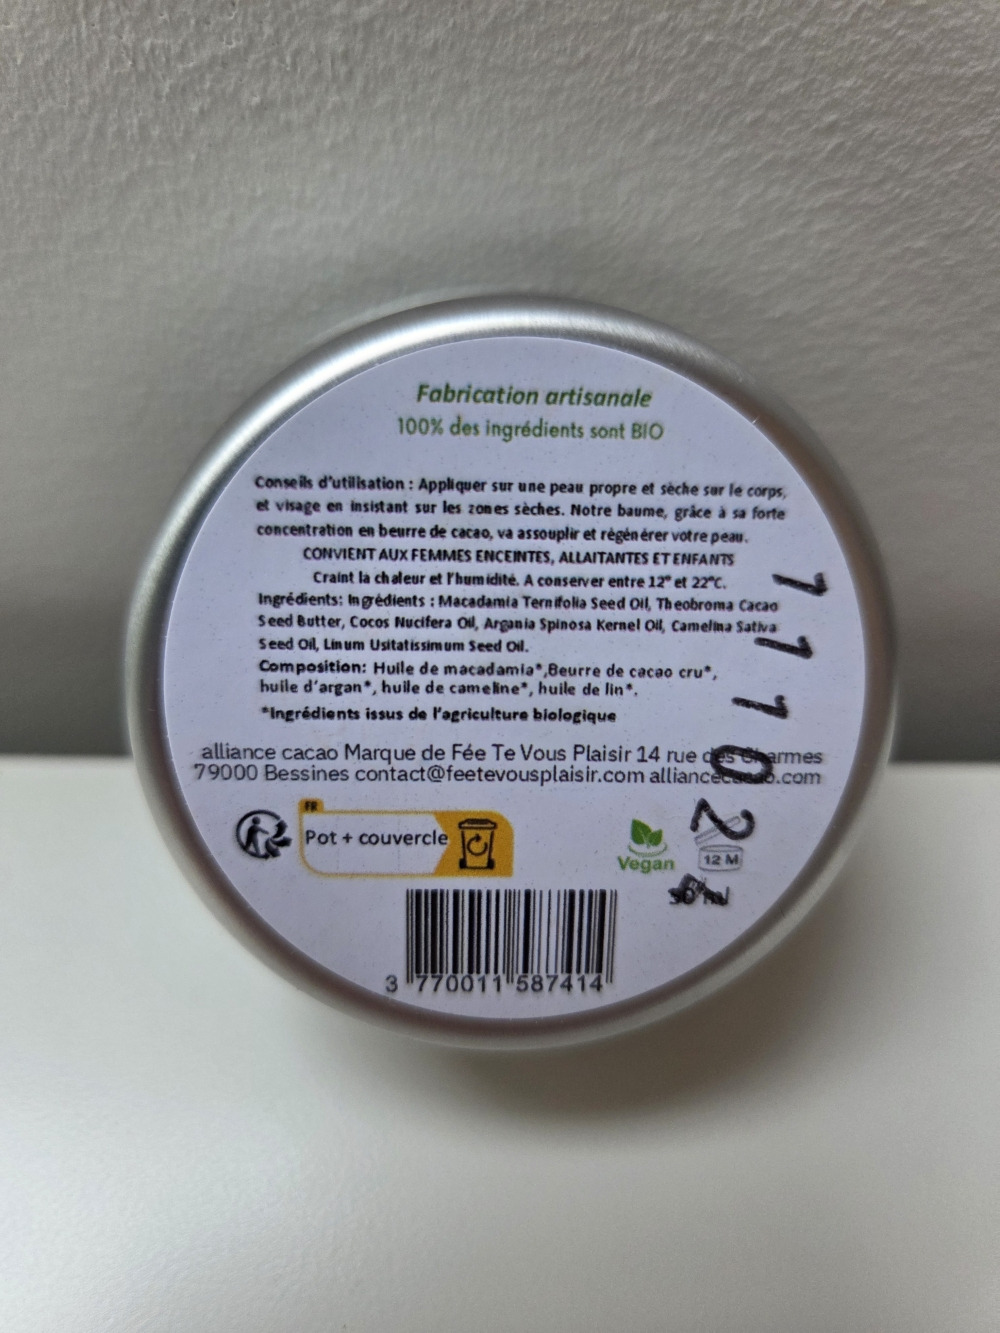 Fabrication artisanale
100% des ingrédients sont BIO
Conseils d'utilisation : Appliquer sur une peau propre et sèche sur le corps,
et visage en insistant sur les zones sèches. Notre baume, grâce à sa forte
concentration en beurre de cacao, va assouplir et régénérer votre peau.
CONVIENT AUX FEMMES ENCEINTES, ALLAITANTES ET ENFANTS
Craint la chaleur et l'humidité. A conserver entre 12° et 22°C.
Ingrédients: Ingrédients : Macadamia Ternifolia Seed Oil, Theobroma Cacao
Seed Butter, Cocos Nucifera Oil, Argania Spinosa Kernel Oil, Camelina Sativa
Seed Oil, Linum Usitatissimum Seed Oil.
Composition: Huile de macadamia*,Beurre de cacao cru*,
huile d'argan*, huile de cameline*, huile de lin*.
*Ingrédients issus de l'agriculture biologique
alliance cacao Marque de Fée Te Vous Plaisir 14 rue des Charmes
79000 Bessines contact@feetevousplaisir.com alliancecacao.com
FR
Pot + couvercle
Vegan
12 M
3 770011 587414
11102